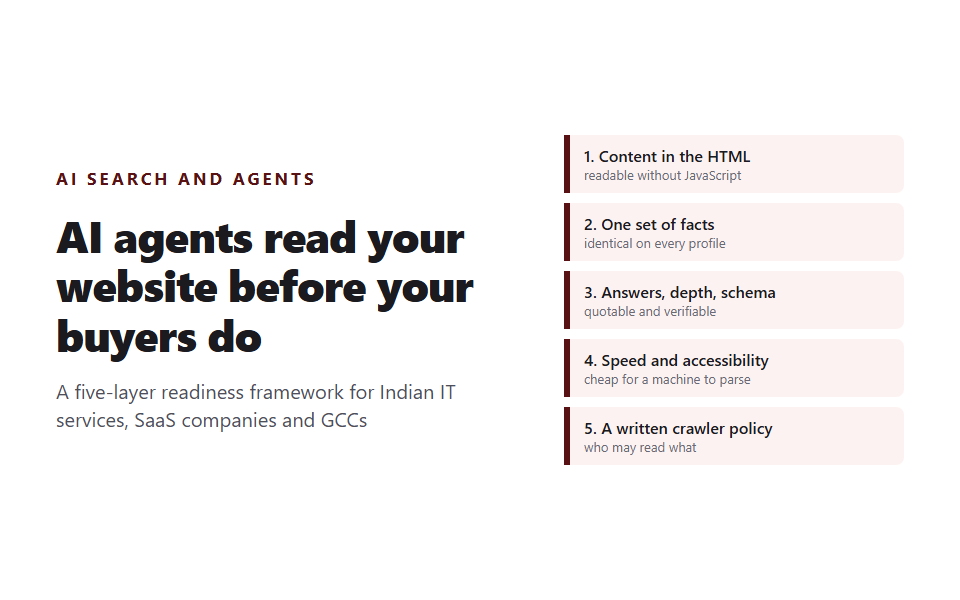 AI SEARCH AND AGENTS
AI agents read your
website before your
buyers do
A five-layer readiness framework for Indian IT
services, SaaS companies and GCCs
1. Content in the HTML
readable without JavaScript
2. One set of facts
identical on every profile
3. Answers, depth, schema
quotable and verifiable
4. Speed and accessibility
cheap for a machine to parse
5. A written crawler policy
who may read what